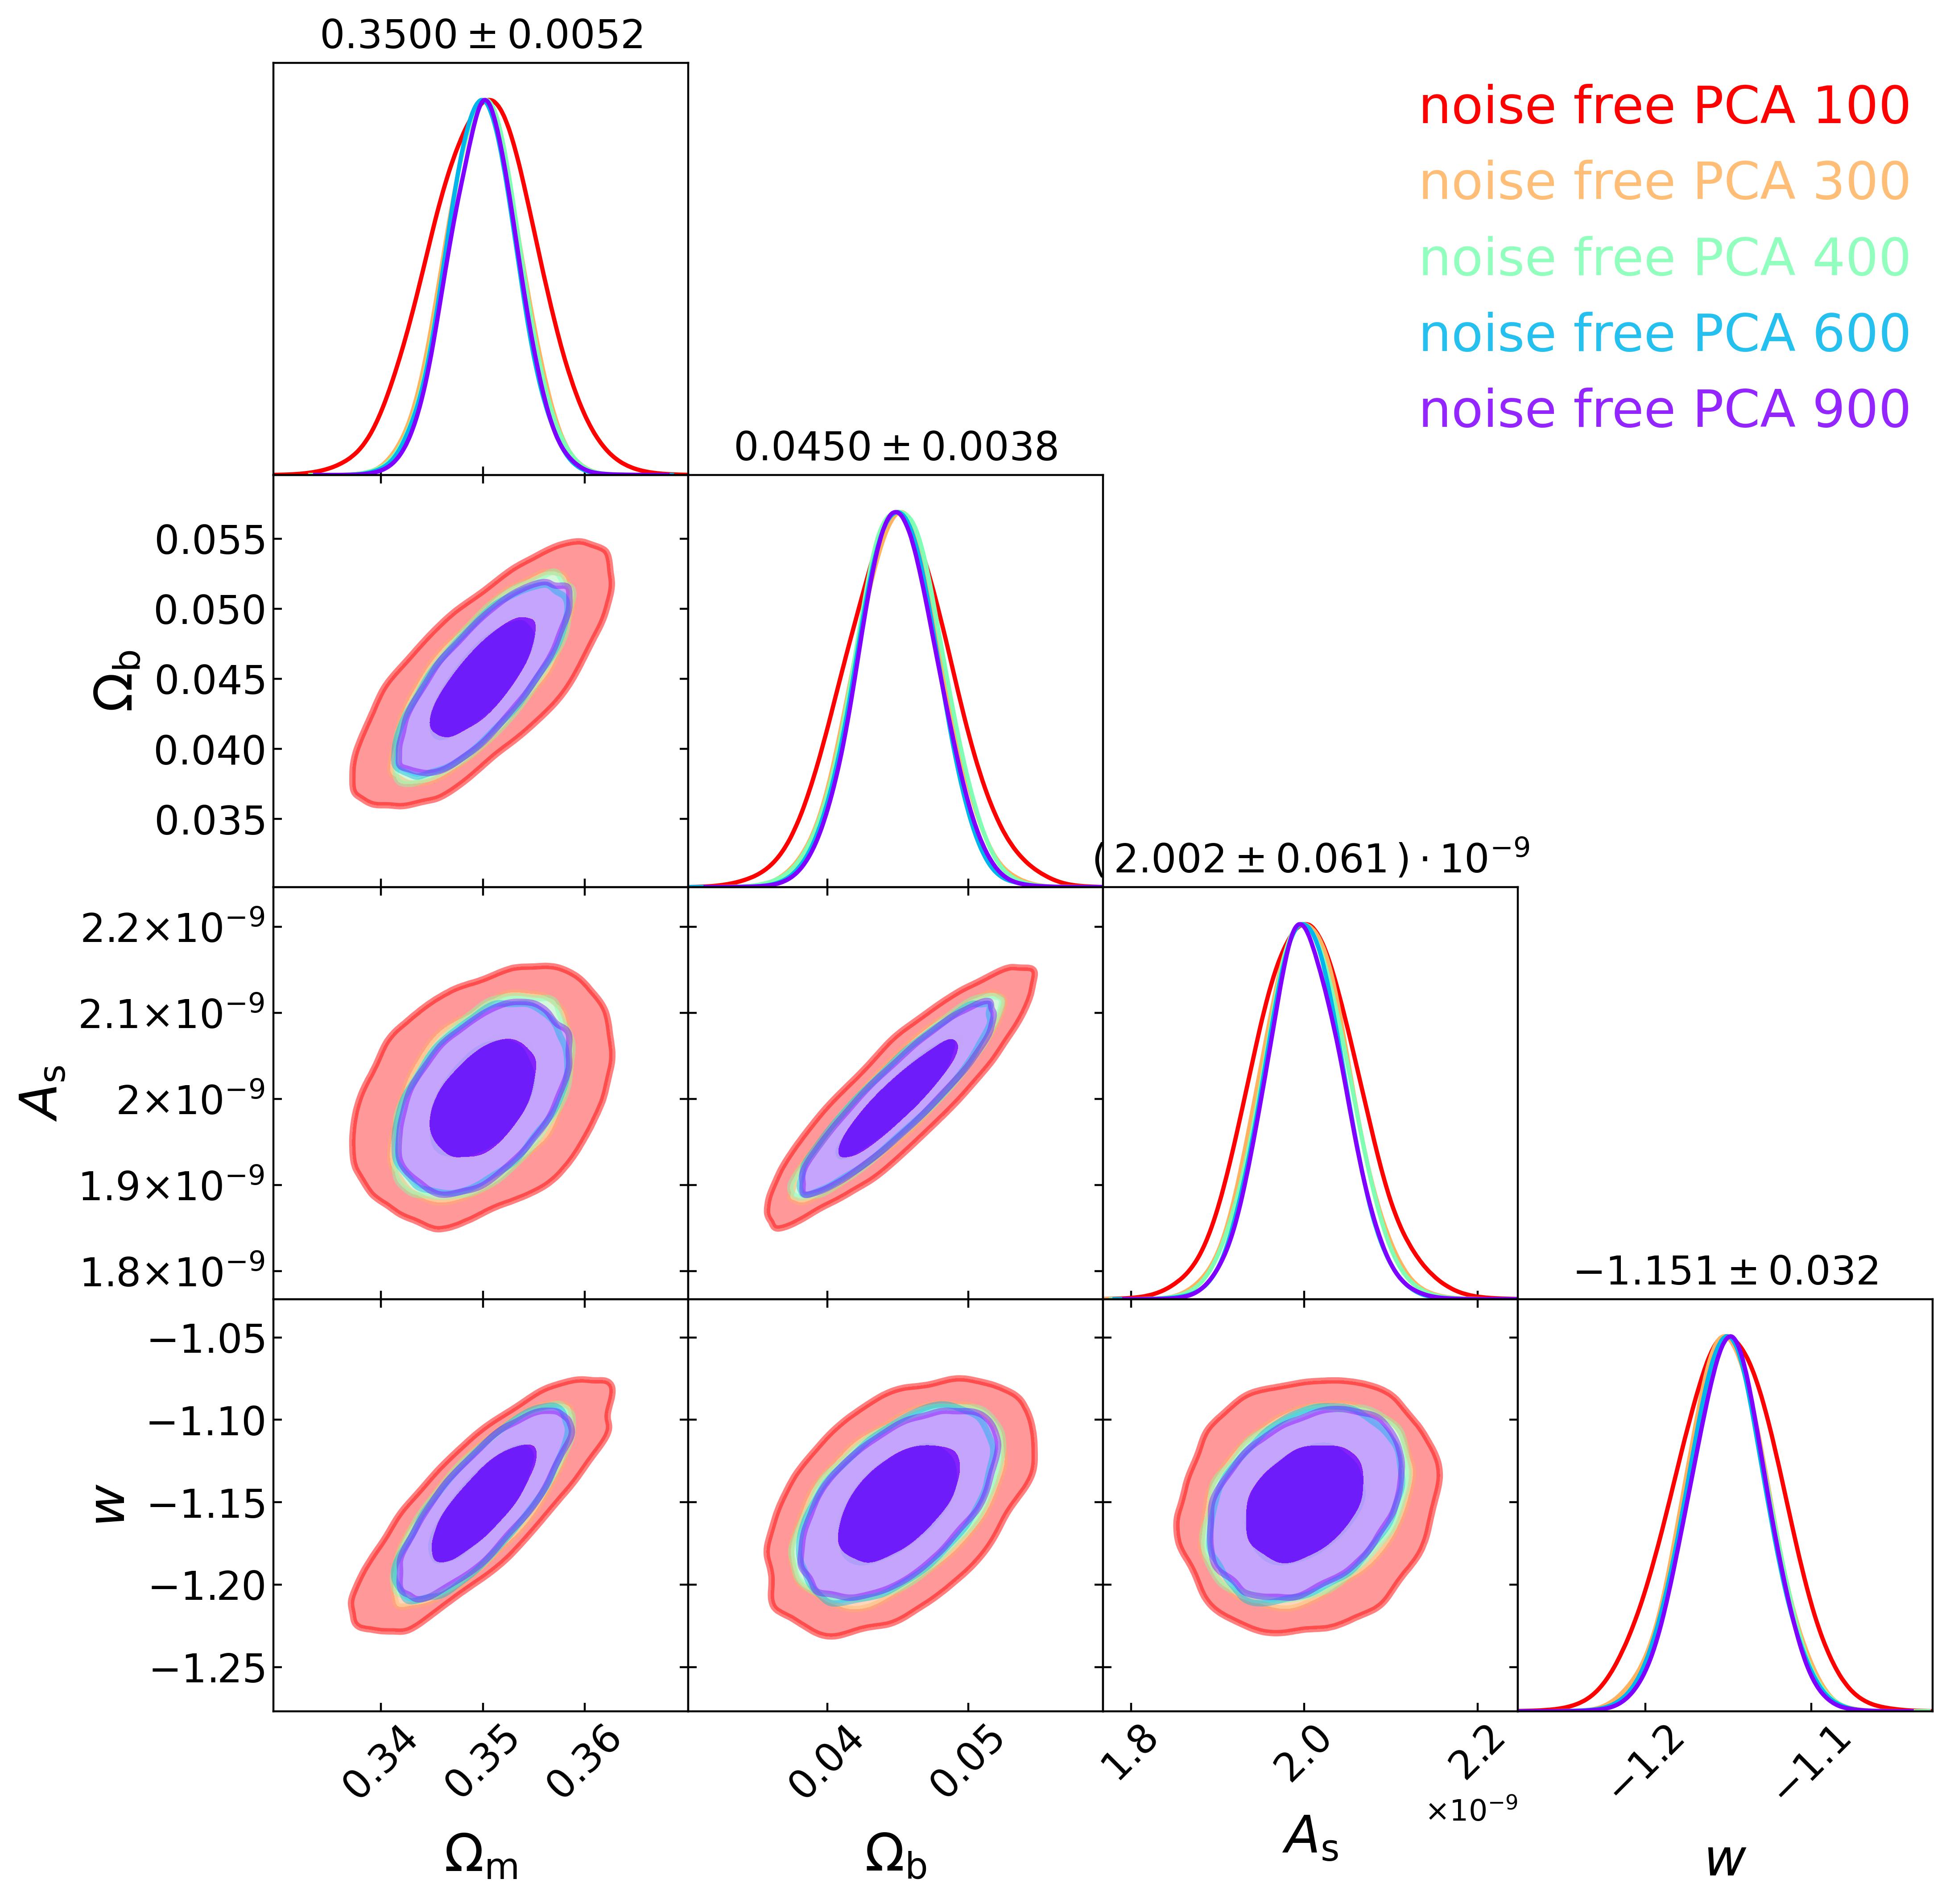 0.3500 ± 0.0052
noise free PCA 100
noise free PCA 300
noise free PCA 400
noise free PCA 600
noise free PCA 900
0.0450 ± 0.0038
0.055
0.050
0.045
0.040
0.035
Ω_b
(2.002 ± 0.061) · 10⁻⁹
2.2×10⁻⁹
2.1×10⁻⁹
2×10⁻⁹
1.9×10⁻⁹
1.8×10⁻⁹
A_s
−1.151 ± 0.032
−1.05
−1.10
−1.15
−1.20
−1.25
w
0.34 0.35 0.36
0.04 0.05
1.8 2.0 2.2
×10⁻⁹
−1.2 −1.1
Ω_m
Ω_b
A_s
w